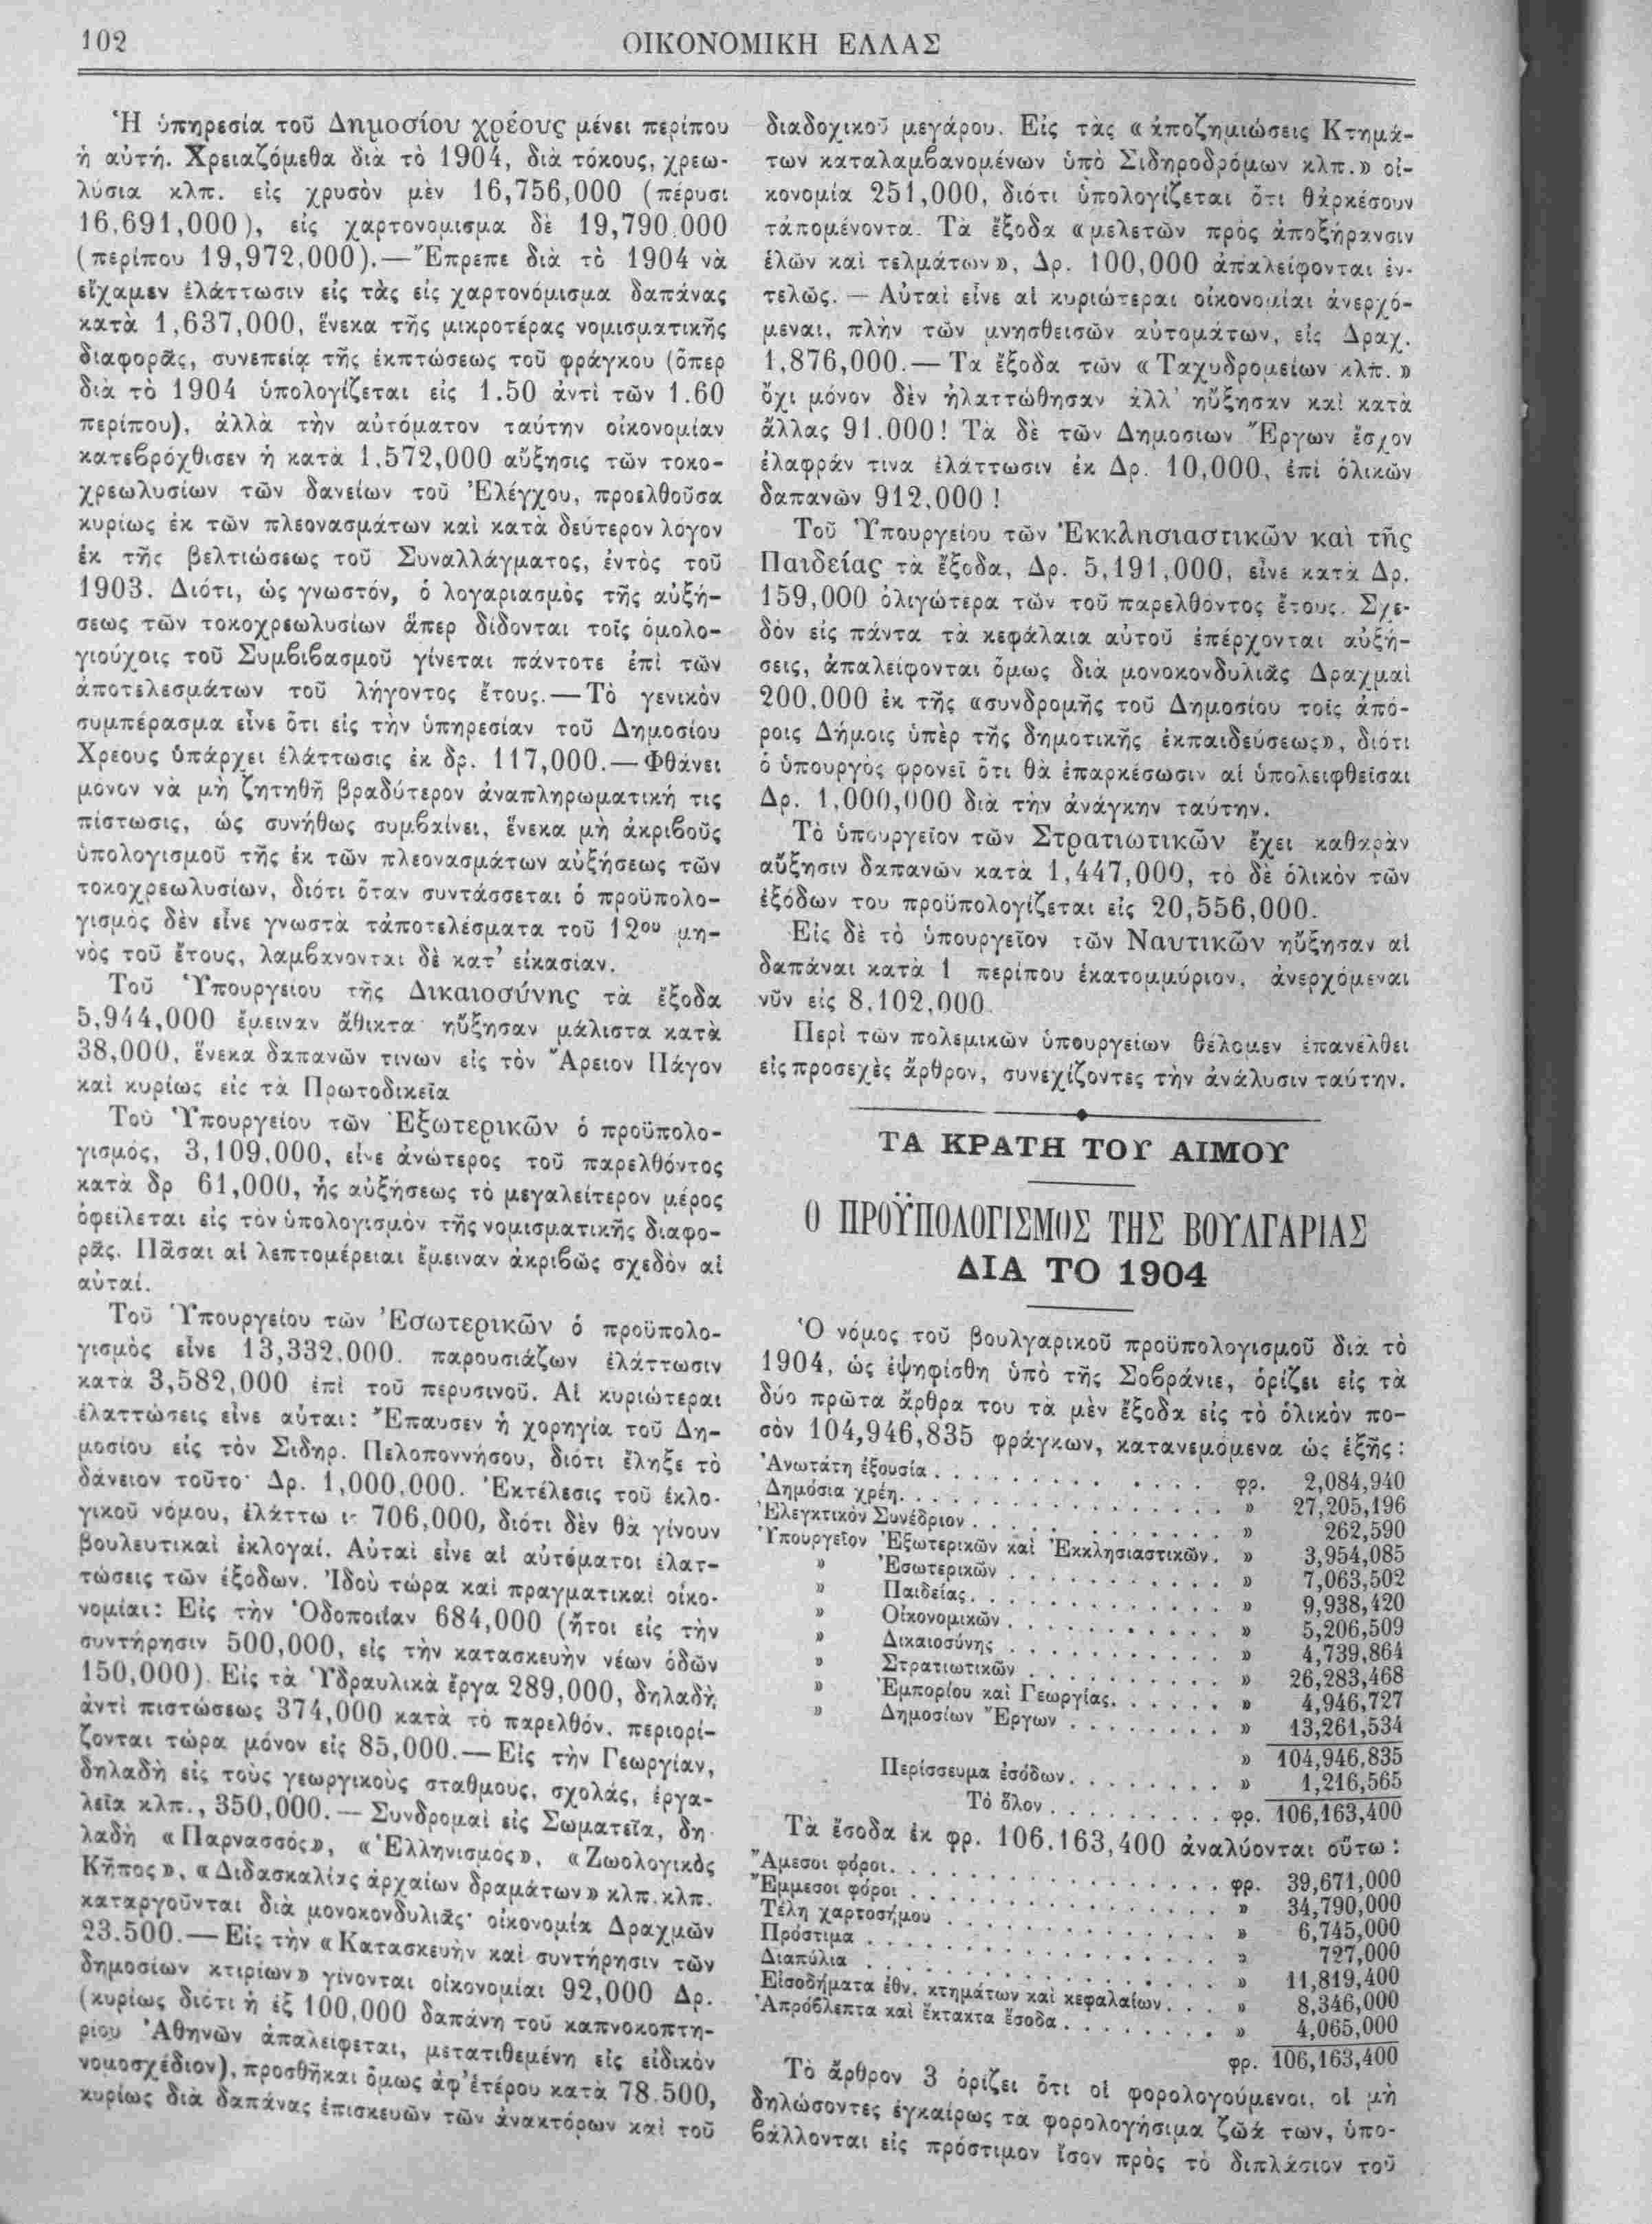 102
ΟΙΚΟΝΟΜΙΚΗ ΕΛΛΑΣ
Ἡ ὑπηρεσία τοῦ Δημοσίου χρέους μένει περίπου
ἡ αὐτή. Χρειαζόμεθα διὰ τὸ 1904, διὰ τόκους, χρεω-
λύσια κλπ. εἰς χρυσὸν μὲν 16,756,000 (πέρυσι
16,691,000), εἰς χαρτονομισμα δὲ 19,790,000
(περίπου 19,972,000).—Ἔπρεπε διὰ τὸ 1904 νὰ
εἴχαμεν ἐλάττωσιν εἰς τὰς εἰς χαρτονόμισμα δαπάνας
κατὰ 1,637,000, ἕνεκα τῆς μικροτέρας νομισματικῆς
διαφορᾶς, συνεπείᾳ τῆς ἐκπτώσεως τοῦ φράγκου (ὅπερ
διὰ τὸ 1904 ὑπολογίζεται εἰς 1.50 ἀντὶ τῶν 1.60
περίπου), ἀλλὰ τὴν αὐτόματον ταύτην οἰκονομίαν
κατεβρόχθισεν ἡ κατὰ 1,572,000 αὔξησις τῶν τοκο-
χρεωλυσίων τῶν δανείων τοῦ Ἐλέγχου, προελθοῦσα
κυρίως ἐκ τῶν πλεονασμάτων καὶ κατὰ δεύτερον λόγον
ἐκ τῆς βελτιώσεως τοῦ Συναλλάγματος, ἐντὸς τοῦ
1903. Διότι, ὡς γνωστόν, ὁ λογαριασμὸς τῆς αὐξή-
σεως τῶν τοκοχρεωλυσίων ἅπερ δίδονται τοῖς ὁμολο-
γιούχοις τοῦ Συμβιβασμοῦ γίνεται πάντοτε ἐπὶ τῶν
ἀποτελεσμάτων τοῦ λήγοντος ἔτους.—Τὸ γενικὸν
συμπέρασμα εἶνε ὅτι εἰς τὴν ὑπηρεσίαν τοῦ Δημοσίου
Χρεους ὑπάρχει ἐλάττωσις ἐκ δρ. 117,000.—Φθάνει
μόνον νὰ μὴ ζητηθῇ βραδύτερον ἀναπληρωματική τις
πίστωσις, ὡς συνήθως συμβαίνει, ἕνεκα μὴ ἀκριβοῦς
ὑπολογισμοῦ τῆς ἐκ τῶν πλεονασμάτων αὐξήσεως τῶν
τοκοχρεωλυσίων, διότι ὅταν συντάσσεται ὁ προϋπολο-
γισμὸς δὲν εἶνε γνωστὰ τἀποτελέσματα τοῦ 12ου μη-
νὸς τοῦ ἔτους, λαμβανονται δὲ κατ’ εἰκασίαν.
Τοῦ Ὑπουργείου τῆς Δικαιοσύνης τὰ ἔξοδα
5,944,000 ἔμειναν ἄθικτα· ηὔξησαν μάλιστα κατὰ
38,000, ἕνεκα δαπανῶν τινων εἰς τὸν Ἄρειον Πάγον
καὶ κυρίως εἰς τὰ Πρωτοδικεῖα
Τοῦ Ὑπουργείου τῶν Ἐξωτερικῶν ὁ προϋπολο-
γισμός, 3,109,000, εἶνε ἀνώτερος τοῦ παρελθόντος
κατὰ δρ 61,000, ἧς αὐξήσεως τὸ μεγαλείτερον μέρος
ὀφείλεται εἰς τὸν ὑπολογισμὸν τῆς νομισματικῆς διαφο-
ρᾶς. Πᾶσαι αἱ λεπτομέρειαι ἔμειναν ἀκριβῶς σχεδὸν αἱ
αὐταί.
Τοῦ Ὑπουργείου τῶν Ἐσωτερικῶν ὁ προϋπολο-
γισμὸς εἶνε 13,332,000, παρουσιάζων ἐλάττωσιν
κατὰ 3,582,000 ἐπὶ τοῦ περυσινοῦ. Αἱ κυριώτεραι
ἐλαττώσεις εἶνε αὗται: Ἔπαυσεν ἡ χορηγία τοῦ Δη-
μοσίου εἰς τὸν Σιδηρ. Πελοποννήσου, διότι ἔληξε τὸ
δάνειον τοῦτο· Δρ. 1,000,000. Ἐκτέλεσις τοῦ ἐκλο-
γικοῦ νόμου, ἐλάττω 706,000, διότι δὲν θὰ γίνουν
βουλευτικαὶ ἐκλογαί. Αὗται εἶνε αἱ αὐτόματοι ἐλατ-
τώσεις τῶν ἐξοδων. Ἰδοὺ τώρα καὶ πραγματικαὶ οἰκο-
νομίαι: Εἰς τὴν Ὁδοποιΐαν 684,000 (ἤτοι εἰς τὴν
συντήρησιν 500,000, εἰς τὴν κατασκευὴν νέων ὁδῶν
150,000). Εἰς τὰ Ὑδραυλικὰ ἔργα 289,000, δηλαδὴ
ἀντὶ πιστώσεως 374,000 κατὰ τὸ παρελθόν, περιορί-
ζονται τώρα μόνον εἰς 85,000.—Εἰς τὴν Γεωργίαν,
δηλαδὴ εἰς τοὺς γεωργικοὺς σταθμους, σχολάς, ἐργα-
λεῖα κλπ., 350,000.—Συνδρομαὶ εἰς Σωματεῖα, δη-
λαδὴ «Παρνασσός», «Ἑλληνισμός», «Ζωολογικὸς
Κῆπος», «Διδασκαλίας ἀρχαίων δραμάτων» κλπ. κλπ.
καταργοῦνται διὰ μονοκονδυλιᾶς· οἰκονομία Δραχμῶν
23.500.—Εἰς τὴν «Κατασκευὴν καὶ συντήρησιν τῶν
δημοσίων κτιρίων» γίνονται οἰκονομίαι 92,000 Δρ.
(κυρίως διότι ἡ ἐξ 100,000 δαπάνη τοῦ καπνοκοπτη-
ρίου Ἀθηνῶν ἀπαλείφεται, μετατιθεμένη εἰς εἰδικὸν
νομοσχέδιον), προσθῆκαι ὅμως ἀφ’ ἑτέρου κατὰ 78.500,
κυρίως διὰ δαπάνας ἐπισκευῶν τῶν ἀνακτόρων καὶ τοῦ
διαδοχικοῦ μεγάρου. Εἰς τὰς «ἀποζημιώσεις Κτημά-
των καταλαμβανομένων ὑπὸ Σιδηροδρόμων κλπ.» οἰ-
κονομία 251,000, διότι ὑπολογίζεται ὅτι θἀρκέσουν
τἀπομένοντα. Τὰ ἔξοδα «μελετῶν πρὸς ἀποξήρανσιν
ἑλῶν καὶ τελμάτων», Δρ. 100,000 ἀπαλείφονται ἐν-
τελῶς.— Αὗται εἶνε αἱ κυριώτεραι οἰκονομίαι ἀνερχό-
μεναι, πλὴν τῶν μνησθεισῶν αὐτομάτων, εἰς Δραχ.
1,876,000.—Τα ἔξοδα τῶν «Ταχυδρομείων κλπ.»
ὄχι μόνον δὲν ἠλαττώθησαν ἀλλ’ ηὔξησαν καὶ κατὰ
ἄλλας 91.000! Τὰ δὲ τῶν Δημοσιων Ἔργων ἔσχον
ἐλαφράν τινα ἐλάττωσιν ἐκ Δρ. 10,000, ἐπὶ ὁλικῶν
δαπανῶν 912,000!
Τοῦ Ὑπουργείου τῶν Ἐκκλησιαστικῶν καὶ τῆς
Παιδείας τὰ ἔξοδα, Δρ. 5,191,000, εἶνε κατὰ Δρ.
159,000 ὀλιγώτερα τῶν τοῦ παρελθόντος ἔτους. Σχε-
δὸν εἰς πάντα τὰ κεφάλαια αὐτοῦ ἐπέρχονται αὐξή-
σεις, ἀπαλείφονται ὅμως διὰ μονοκονδυλιᾶς Δραχμαὶ
200,000 ἐκ τῆς «συνδρομῆς τοῦ Δημοσίου τοῖς ἀπό-
ροις Δήμοις ὑπὲρ τῆς δημοτικῆς ἐκπαιδεύσεως», διότι
ὁ ὑπουργὸς φρονεῖ ὅτι θὰ ἐπαρκέσωσιν αἱ ὑπολειφθεῖσαι
Δρ. 1,000,000 διὰ τὴν ἀνάγκην ταύτην.
Τὸ ὑπουργεῖον τῶν Στρατιωτικῶν ἔχει καθαρὰν
αὔξησιν δαπανῶν κατὰ 1,447,000, τὸ δὲ ὁλικὸν τῶν
ἐξόδων του προϋπολογίζεται εἰς 20,556,000.
Εἰς δὲ τὸ ὑπουργεῖον τῶν Ναυτικῶν ηὔξησαν αἱ
δαπάναι κατὰ 1 περίπου ἑκατομμύριον, ἀνερχόμεναι
νῦν εἰς 8,102,000.
Περὶ τῶν πολεμικῶν ὑπουργείων θέλομεν ἐπανέλθει
εἰς προσεχὲς ἄρθρον, συνεχίζοντες τὴν ἀνάλυσιν ταύτην.
ΤΑ ΚΡΑΤΗ ΤΟΥ ΑΙΜΟΥ
Ο ΠΡΟΫΠΟΛΟΓΙΣΜΟΣ ΤΗΣ ΒΟΥΛΓΑΡΙΑΣ
ΔΙΑ ΤΟ 1904
Ὁ νόμος τοῦ βουλγαρικοῦ προϋπολογισμοῦ διὰ τὸ
1904, ὡς ἐψηφίσθη ὑπὸ τῆς Σοβράνιε, ὁρίζει εἰς τὰ
δύο πρῶτα ἄρθρα του τὰ μὲν ἔξοδα εἰς τὸ ὁλικὸν πο-
σὸν 104,946,835 φράγκων, κατανεμόμενα ὡς ἑξῆς:
Ἀνωτάτη ἐξουσία . . . . φρ. 2,084,940
Δημόσια χρέη . . . . » 27,205,196
Ἐλεγκτικὸν Συνέδριον . . . . » 262,590
Ὑπουργεῖον Ἐξωτερικῶν καὶ Ἐκκλησιαστικῶν. » 3,954,085
» Ἐσωτερικῶν . . . . » 7,063,502
» Παιδείας . . . . » 9,938,420
» Οἰκονομικῶν . . . . » 5,206,509
» Δικαιοσύνης . . . . » 4,739,864
» Στρατιωτικῶν . . . . » 26,283,468
» Ἐμπορίου καὶ Γεωργίας . . . . » 4,946,727
» Δημοσίων Ἔργων . . . . » 13,261,534
» 104,946,835
Περίσσευμα ἐσόδων . . . . » 1,216,565
Τὸ ὅλον . . . . φρ. 106,163,400
Τὰ ἔσοδα ἐκ φρ. 106,163,400 ἀναλύονται οὕτω:
Ἄμεσοι φόροι . . . . φρ. 39,671,000
Ἔμμεσοι φόροι . . . . » 34,790,000
Τέλη χαρτοσήμου . . . . » 6,745,000
Πρόστιμα . . . . » 727,000
Διαπύλια . . . . » 11,819,400
Εἰσοδήματα ἐθν. κτημάτων καὶ κεφαλαίων . . . » 8,346,000
Ἀπρόβλεπτα καὶ ἔκτακτα ἔσοδα . . . . » 4,065,000
φρ. 106,163,400
Τὸ ἄρθρον 3 ὁρίζει ὅτι οἱ φορολογούμενοι, οἱ μὴ
δηλώσοντες ἐγκαίρως τὰ φορολογήσιμα ζῶά των, ὑπο-
βάλλονται εἰς πρόστιμον ἴσον πρὸς τὸ διπλάσιον τοῦ